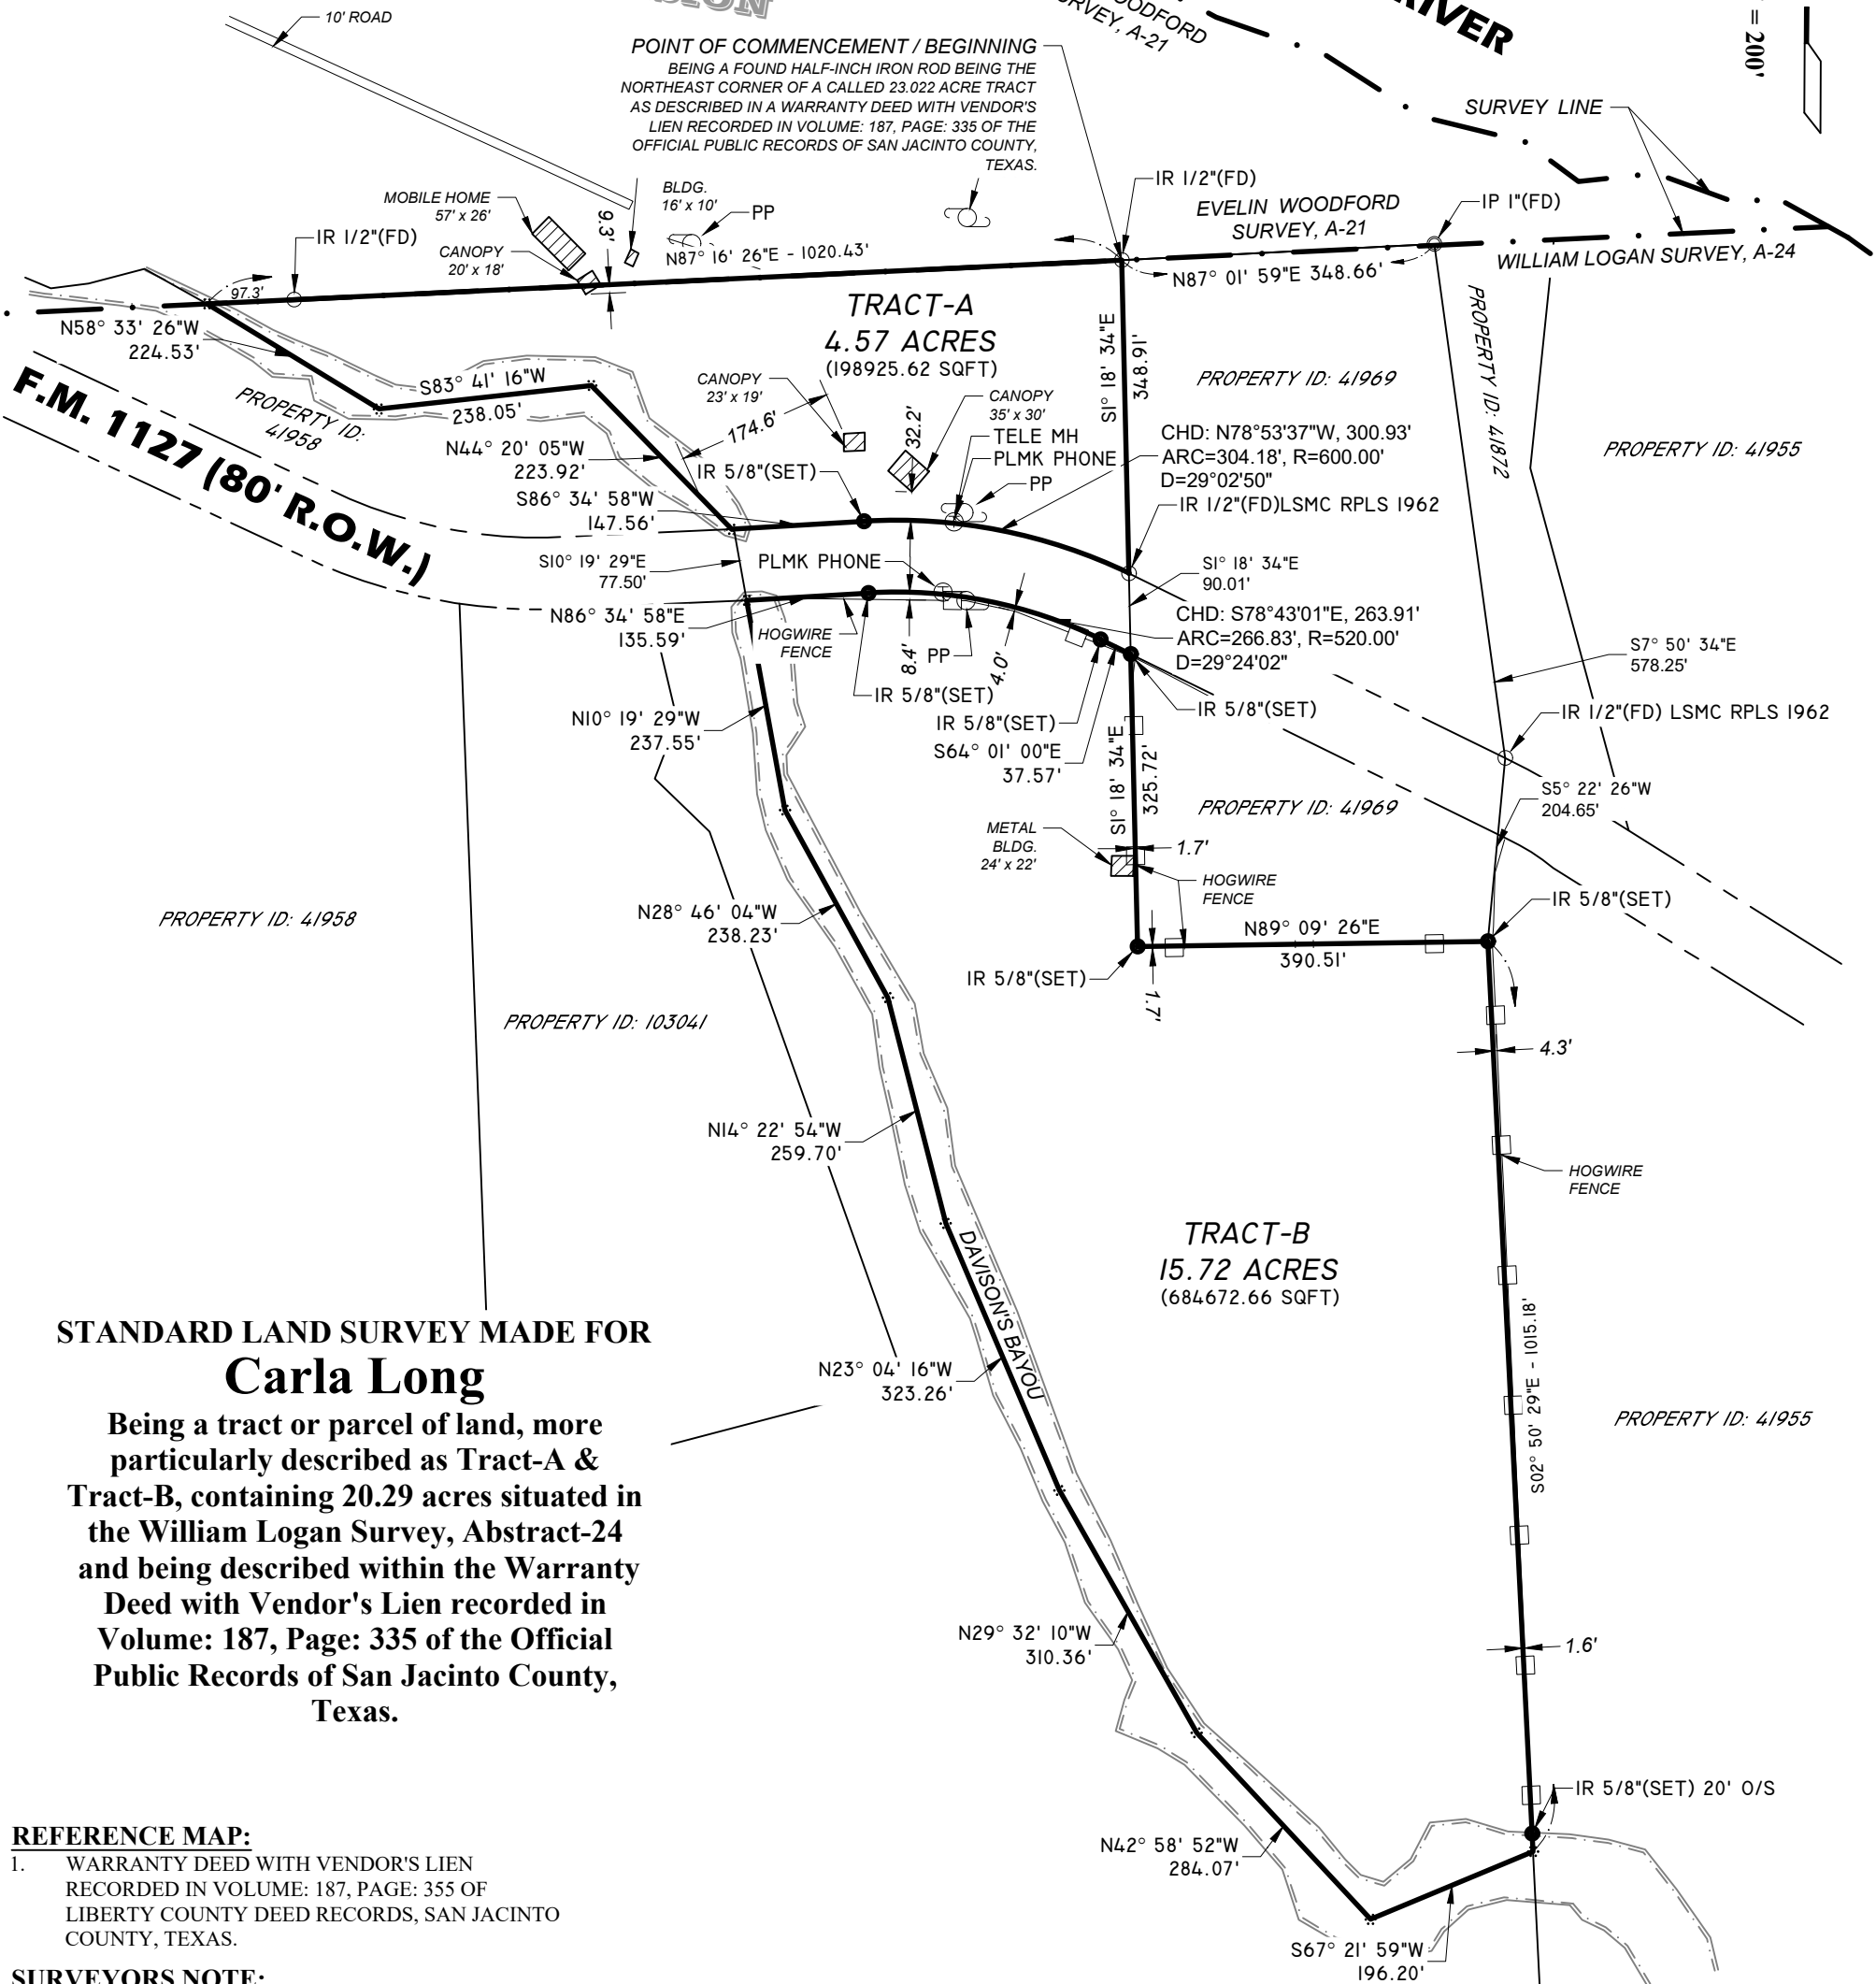 10' ROAD
SION
WOODFORD
SURVEY, A-21
RIVER
= 200'
POINT OF COMMENCEMENT / BEGINNING
BEING A FOUND HALF-INCH IRON ROD BEING THE
NORTHEAST CORNER OF A CALLED 23.022 ACRE TRACT
AS DESCRIBED IN A WARRANTY DEED WITH VENDOR'S
LIEN RECORDED IN VOLUME: 187, PAGE: 335 OF THE
OFFICIAL PUBLIC RECORDS OF SAN JACINTO COUNTY,
TEXAS.
SURVEY LINE
IR 1/2"(FD)
EVELIN WOODFORD
SURVEY, A-21
IP 1"(FD)
WILLIAM LOGAN SURVEY, A-24
MOBILE HOME
57' x 26'
BLDG.
16' x 10'
PP
9.3'
IR 1/2"(FD)
CANOPY
20' x 18'
N87° 16' 26"E - 1020.43'
N87° 01' 59"E 348.66'
97.3'
N58° 33' 26"W
224.53'
TRACT-A
4.57 ACRES
(198925.62 SQFT)
S1° 18' 34"E
348.91'
PROPERTY ID: 41872
PROPERTY ID: 41969
PROPERTY ID: 41955
F.M. 1127 (80' R.O.W.)
PROPERTY ID:
41958
S83° 41' 16"W
238.05'
CANOPY
23' x 19'
CANOPY
35' x 30'
174.6'
32.2'
TELE MH
PLMK PHONE
PP
CHD: N78°53'37"W, 300.93'
ARC=304.18', R=600.00'
D=29°02'50"
N44° 20' 05"W
223.92'
IR 5/8"(SET)
S86° 34' 58"W
147.56'
IR 1/2"(FD)LSMC RPLS 1962
S10° 19' 29"E
77.50'
PLMK PHONE
S1° 18' 34"E
90.01'
N86° 34' 58"E
135.59'
HOGWIRE
FENCE
8.4'
PP
4.0'
CHD: S78°43'01"E, 263.91'
ARC=266.83', R=520.00'
D=29°24'02"
S7° 50' 34"E
578.25'
IR 5/8"(SET)
IR 5/8"(SET)
IR 5/8"(SET)
IR 1/2"(FD) LSMC RPLS 1962
N10° 19' 29"W
237.55'
S64° 01' 00"E
37.57'
S1° 18' 34"E
325.72'
S5° 22' 26"W
204.65'
PROPERTY ID: 41969
METAL
BLDG.
24' x 22'
1.7'
HOGWIRE
FENCE
IR 5/8"(SET)
PROPERTY ID: 41958
N28° 46' 04"W
238.23'
N89° 09' 26"E
390.51'
IR 5/8"(SET)
1.7'
PROPERTY ID: 103041
4.3'
N14° 22' 54"W
259.70'
HOGWIRE
FENCE
TRACT-B
15.72 ACRES
(684672.66 SQFT)
DAVISON'S BAYOU
S02° 50' 29"E - 1015.18'
STANDARD LAND SURVEY MADE FOR
Carla Long
Being a tract or parcel of land, more
particularly described as Tract-A &
Tract-B, containing 20.29 acres situated in
the William Logan Survey, Abstract-24
and being described within the Warranty
Deed with Vendor's Lien recorded in
Volume: 187, Page: 335 of the Official
Public Records of San Jacinto County,
Texas.
N23° 04' 16"W
323.26'
PROPERTY ID: 41955
N29° 32' 10"W
310.36'
1.6'
IR 5/8"(SET) 20' O/S
N42° 58' 52"W
284.07'
S67° 21' 59"W
196.20'
REFERENCE MAP:
1. WARRANTY DEED WITH VENDOR'S LIEN
RECORDED IN VOLUME: 187, PAGE: 355 OF
LIBERTY COUNTY DEED RECORDS, SAN JACINTO
COUNTY, TEXAS.
SURVEYORS NOTE: